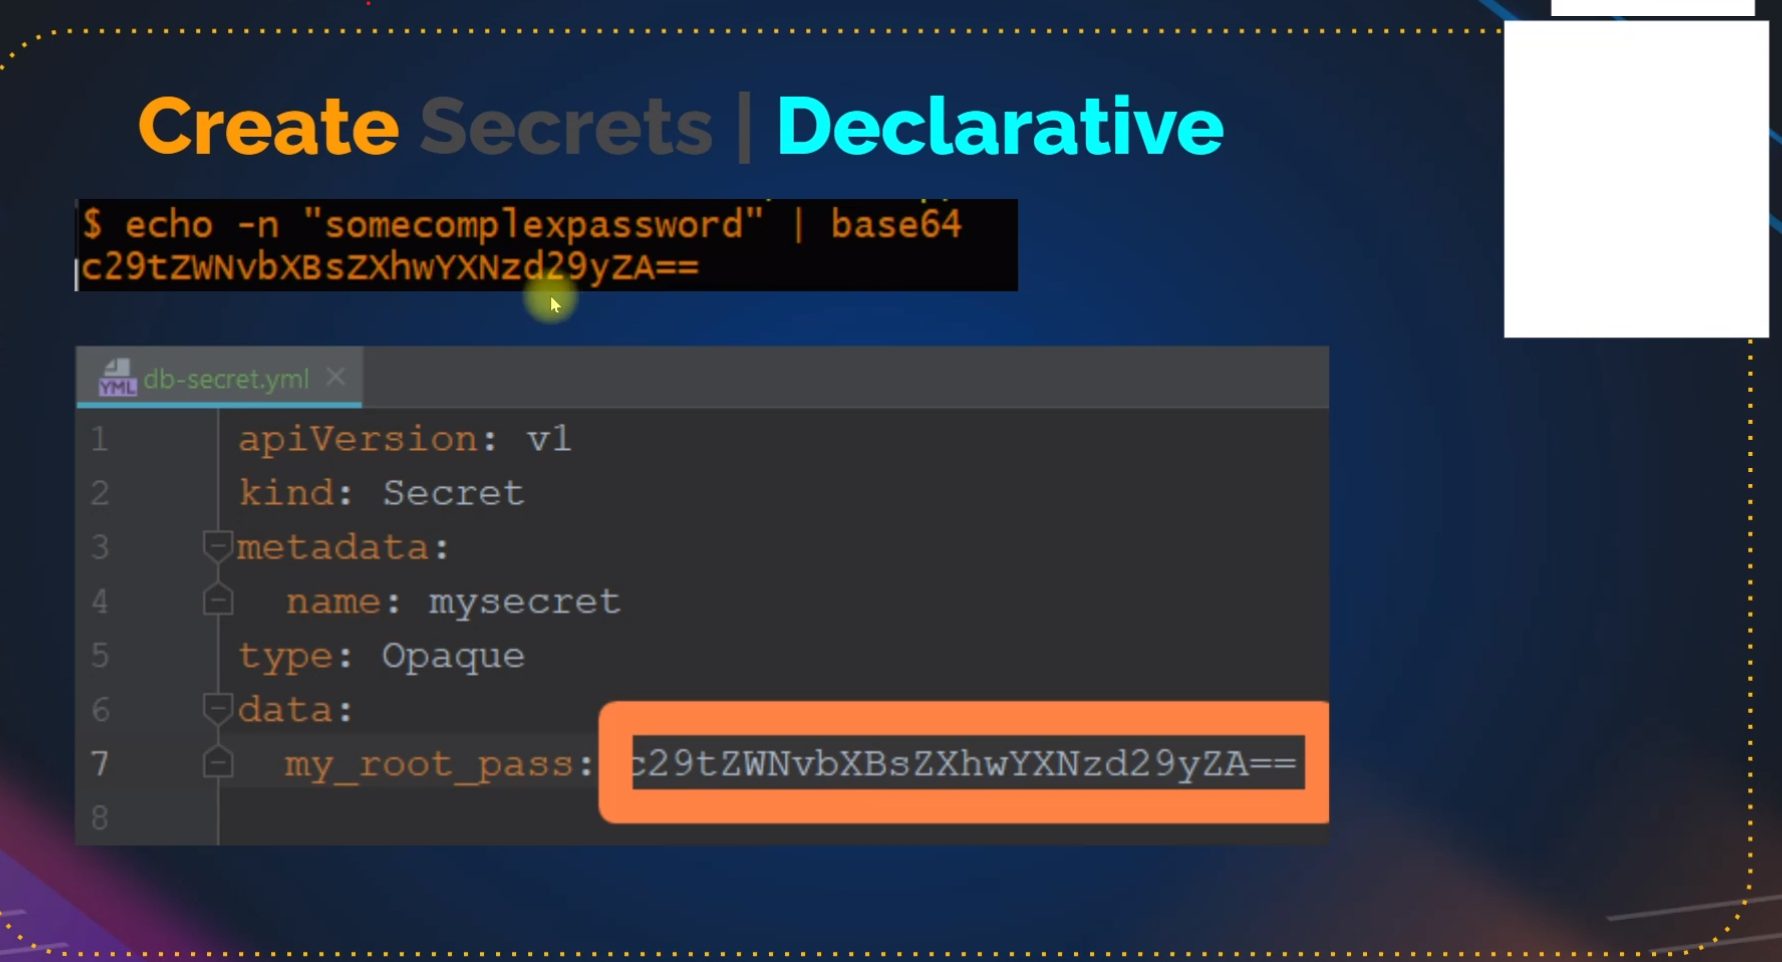 Create Secrets | Declarative
$ echo -n "somecomplexpassword" | base64
c29tZWNvbXBsZXhwYXNzd29yZA==
YML db-secret.yml
1 apiVersion: v1
2 kind: Secret
3 metadata:
4 name: mysecret
5 type: Opaque
6 data:
7 my_root_pass: c29tZWNvbXBsZXhwYXNzd29yZA==
8